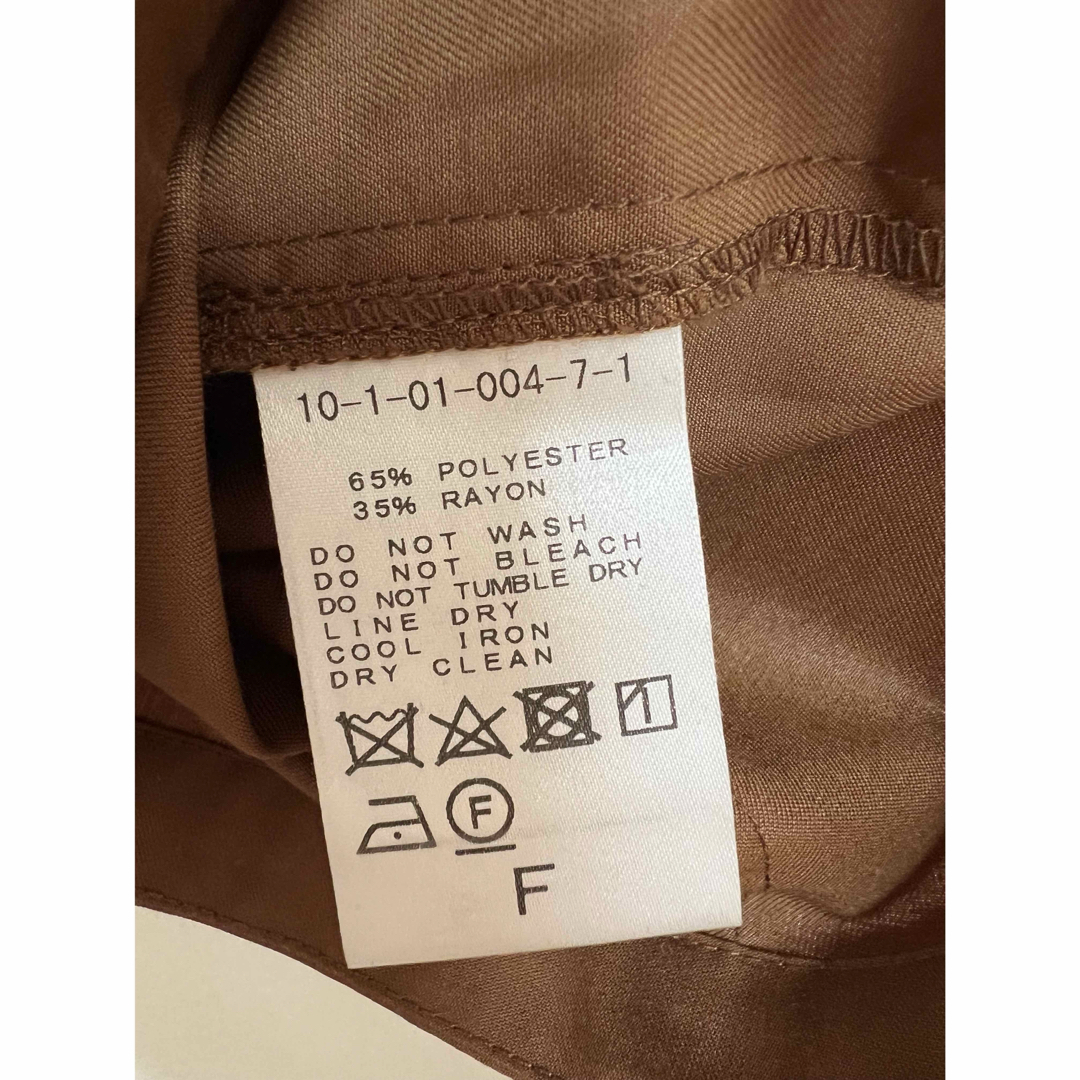 10-1-01-004-7-1
65% POLYESTER
35% RAYON
DO NOT WASH
DO NOT BLEACH
DO NOT TUMBLE DRY
LINE DRY
COOL IRON
DRY CLEAN
F
F